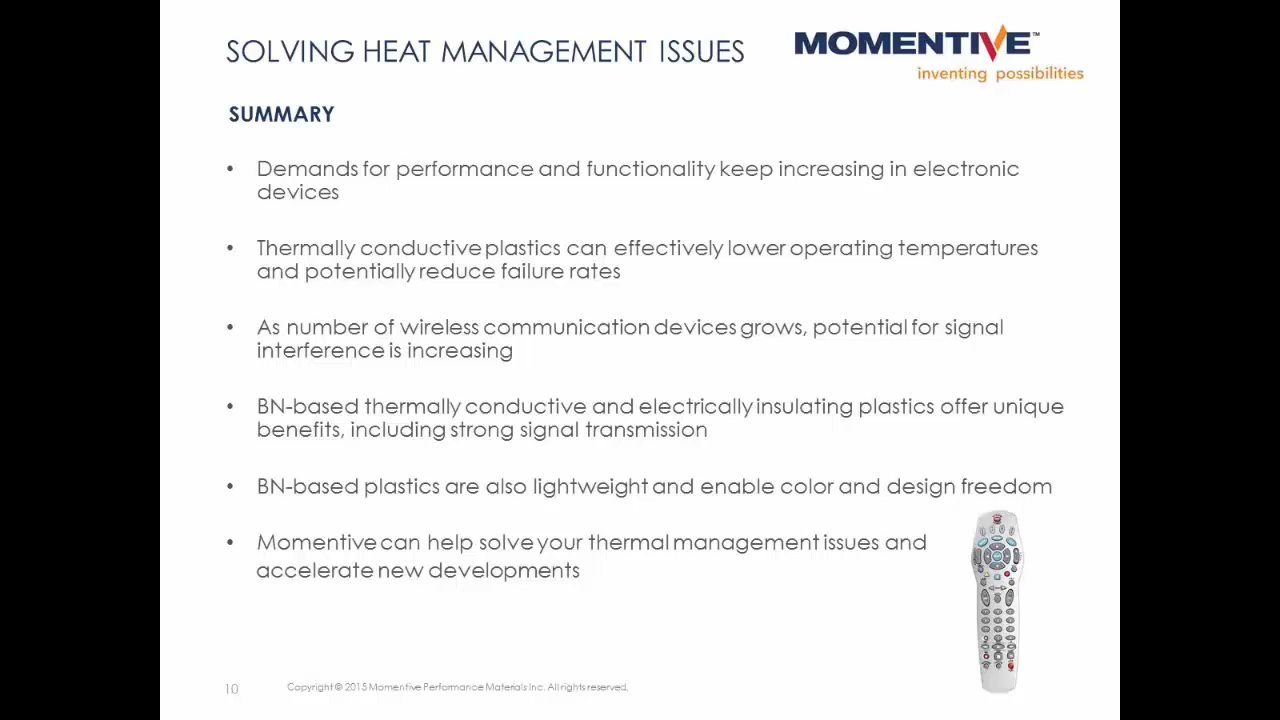 SOLVING HEAT MANAGEMENT ISSUES
MOMENTIVE™
inventing possibilities
SUMMARY
• Demands for performance and functionality keep increasing in electronic
devices
• Thermally conductive plastics can effectively lower operating temperatures
and potentially reduce failure rates
• As number of wireless communication devices grows, potential for signal
interference is increasing
• BN-based thermally conductive and electrically insulating plastics offer unique
benefits, including strong signal transmission
• BN-based plastics are also lightweight and enable color and design freedom
• Momentive can help solve your thermal management issues and
accelerate new developments
10
Copyright © 2015 Momentive Performance Materials Inc. All rights reserved.